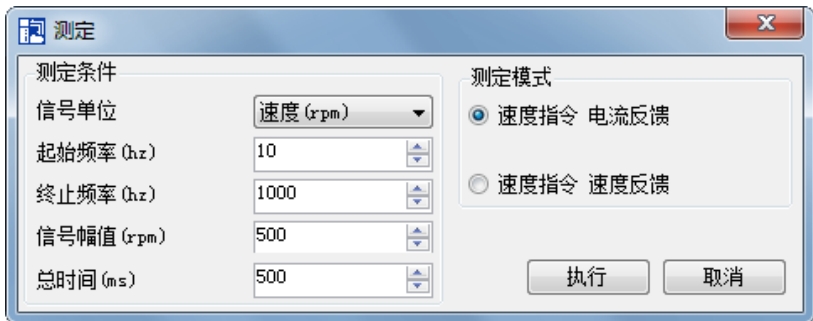 测定
测定条件
信号单位 速度(rpm)
起始频率(hz) 10
终止频率(hz) 1000
信号幅值(rpm) 500
总时间(ms) 500
测定模式
速度指令 电流反馈
速度指令 速度反馈
执行 取消